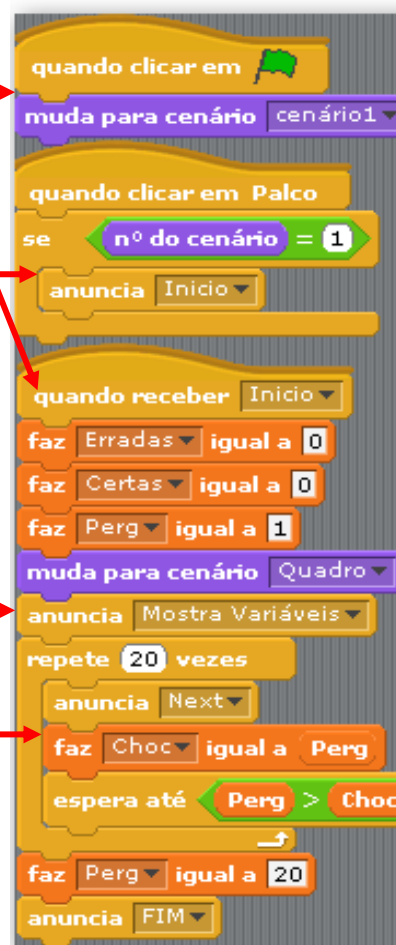 quando clicar em
muda para cenário cenário1
quando clicar em Palco
se nº do cenário = 1
anuncia Inicio
quando receber Inicio
faz Erradas igual a 0
faz Certas igual a 0
faz Perg igual a 1
muda para cenário Quadro
anuncia Mostra Variáveis
repete 20 vezes
anuncia Next
faz Choc igual a Perg
espera até Perg > Choc
faz Perg igual a 20
anuncia FIM